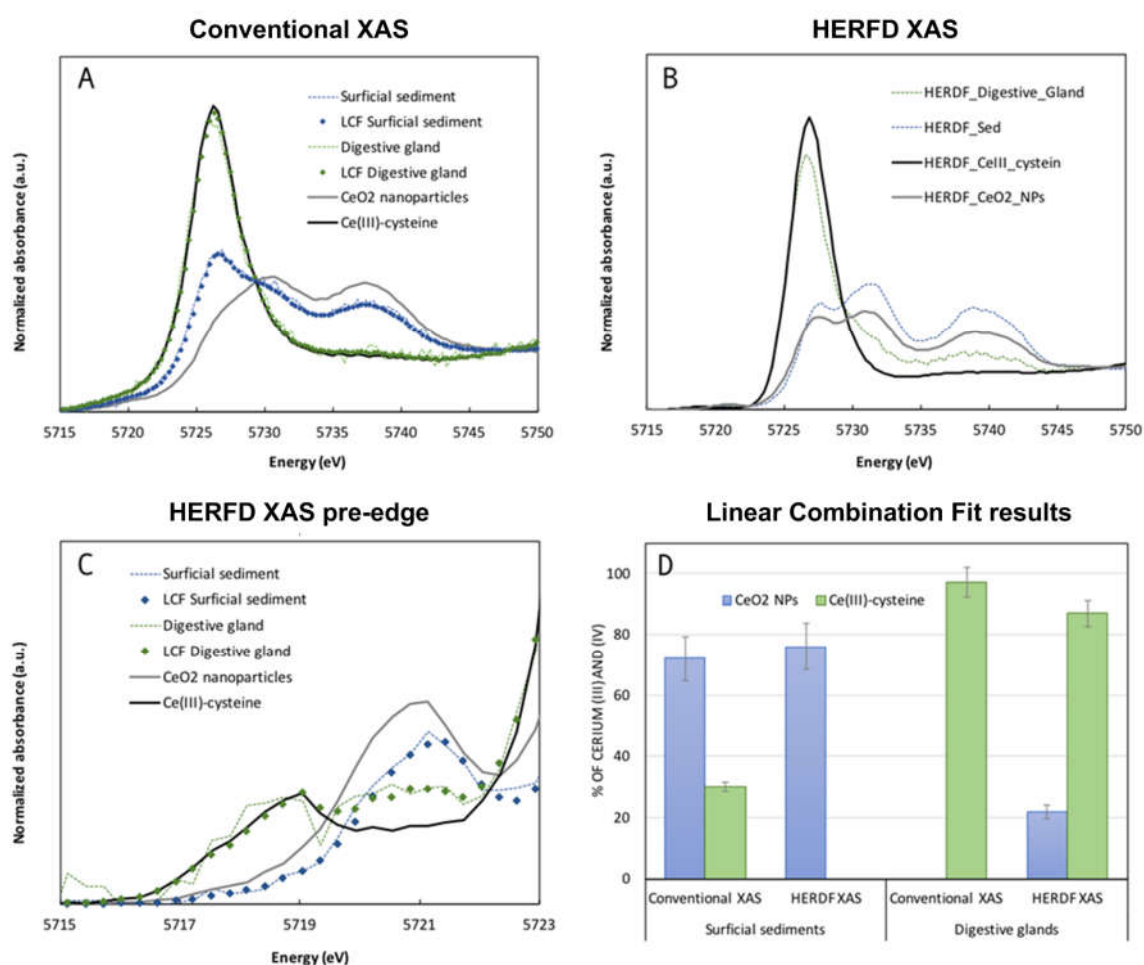 Conventional XAS
A
Surficial sediment
LCF Surficial sediment
Digestive gland
LCF Digestive gland
CeO2 nanoparticles
Ce(III)-cysteine
Normalized absorbance (a.u.)
5715 5720 5725 5730 5735 5740 5745 5750
Energy (eV)
HERFD XAS
B
HERDF_Digestive_Gland
HERDF_Sed
HERDF_CeIII_cystein
HERDF_CeO2_NPs
Normalized absorbance (a.u.)
5715 5720 5725 5730 5735 5740 5745 5750
Energy (eV)
HERFD XAS pre-edge
C
Surficial sediment
LCF Surficial sediment
Digestive gland
LCF Digestive gland
CeO2 nanoparticles
Ce(III)-cysteine
Normalized absorbance (a.u.)
5715 5717 5719 5721 5723
Energy (eV)
Linear Combination Fit results
D
CeO2 NPs Ce(III)-cysteine
% OF CERIUM (III) AND (IV)
100
80
60
40
20
0
Conventional XAS HERDF XAS Conventional XAS HERDF XAS
Surficial sediments Digestive glands